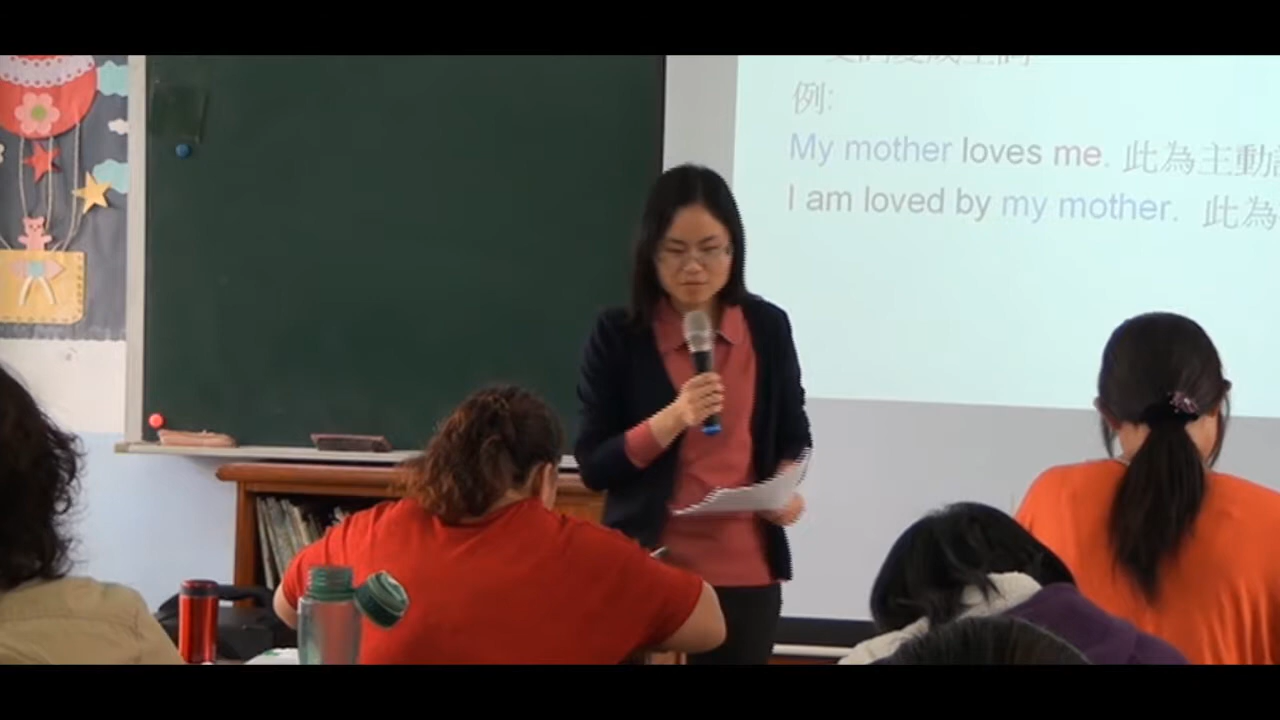 例:
My mother loves me. 此為主動
I am loved by my mother. 此為